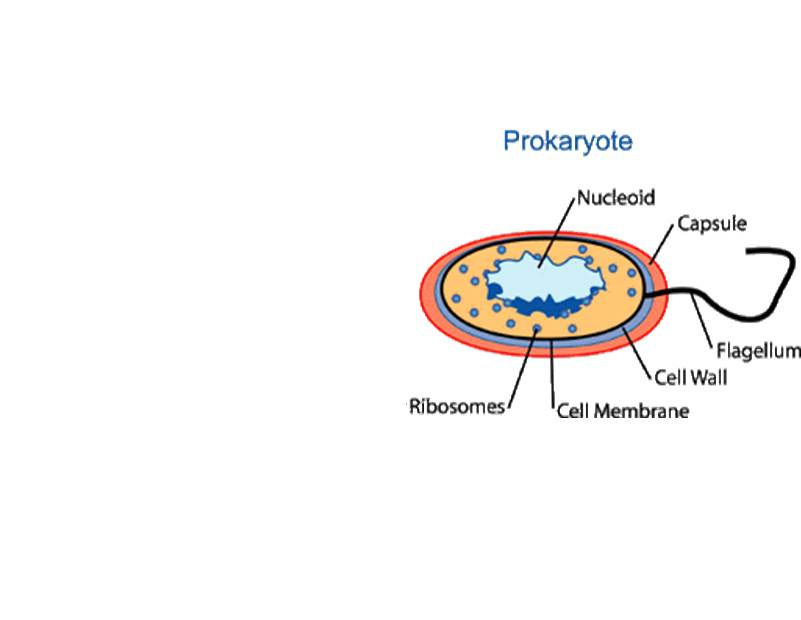 Prokaryote
Nucleoid
Capsule
Flagellum
Cell Wall
Ribosomes
Cell Membrane